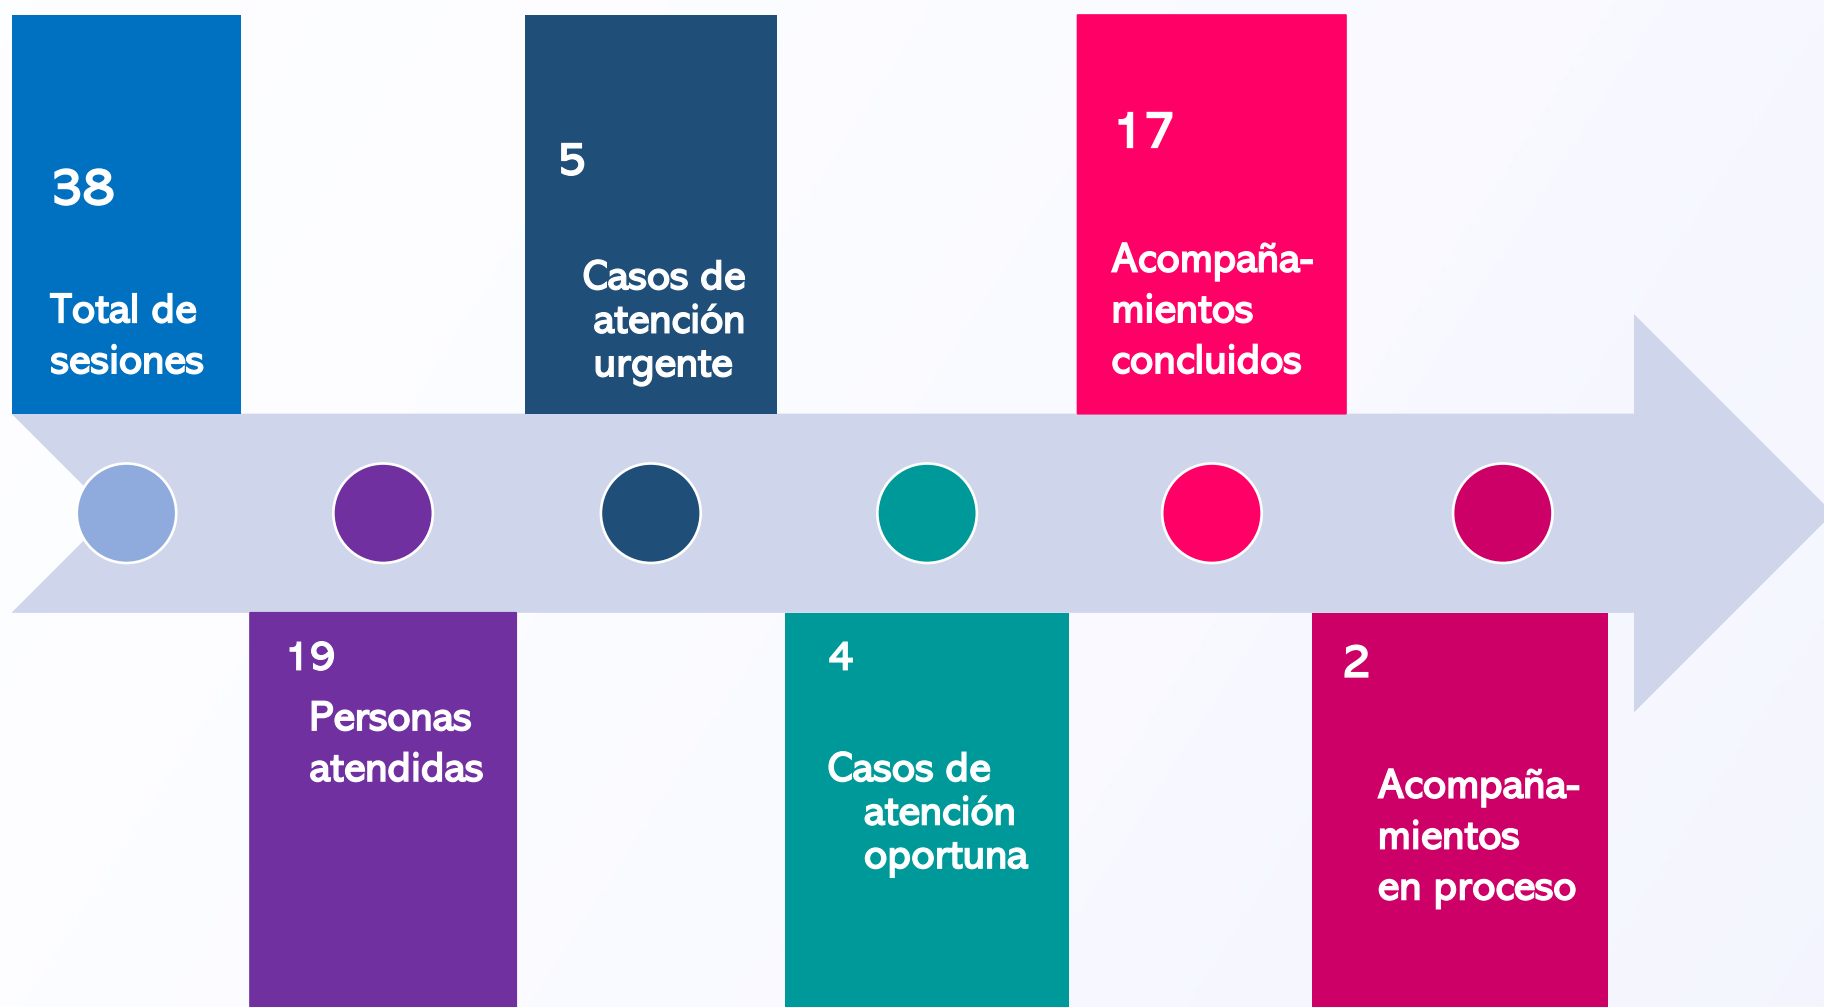 38
Total de
sesiones
19
Personas
atendidas
5
Casos de
atención
urgente
4
Casos de
atención
oportuna
17
Acompaña-
mientos
concluidos
2
Acompaña-
mientos
en proceso